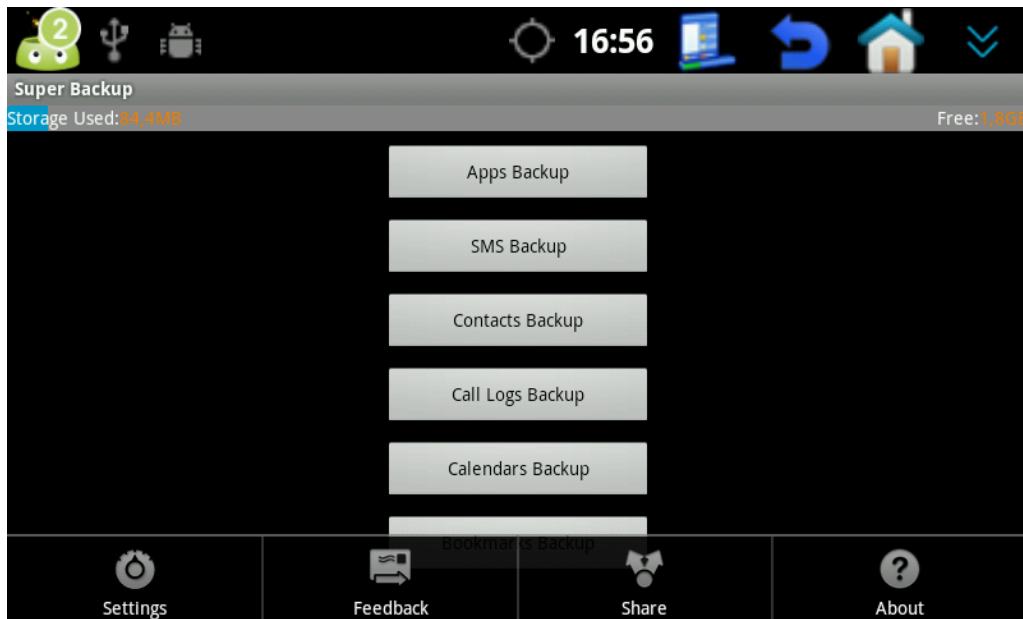 2
16:56
Super Backup
Storage Used:84,4MB Free:1,8GB
Apps Backup
SMS Backup
Contacts Backup
Call Logs Backup
Calendars Backup
Bookmarks Backup
Settings Feedback Share About